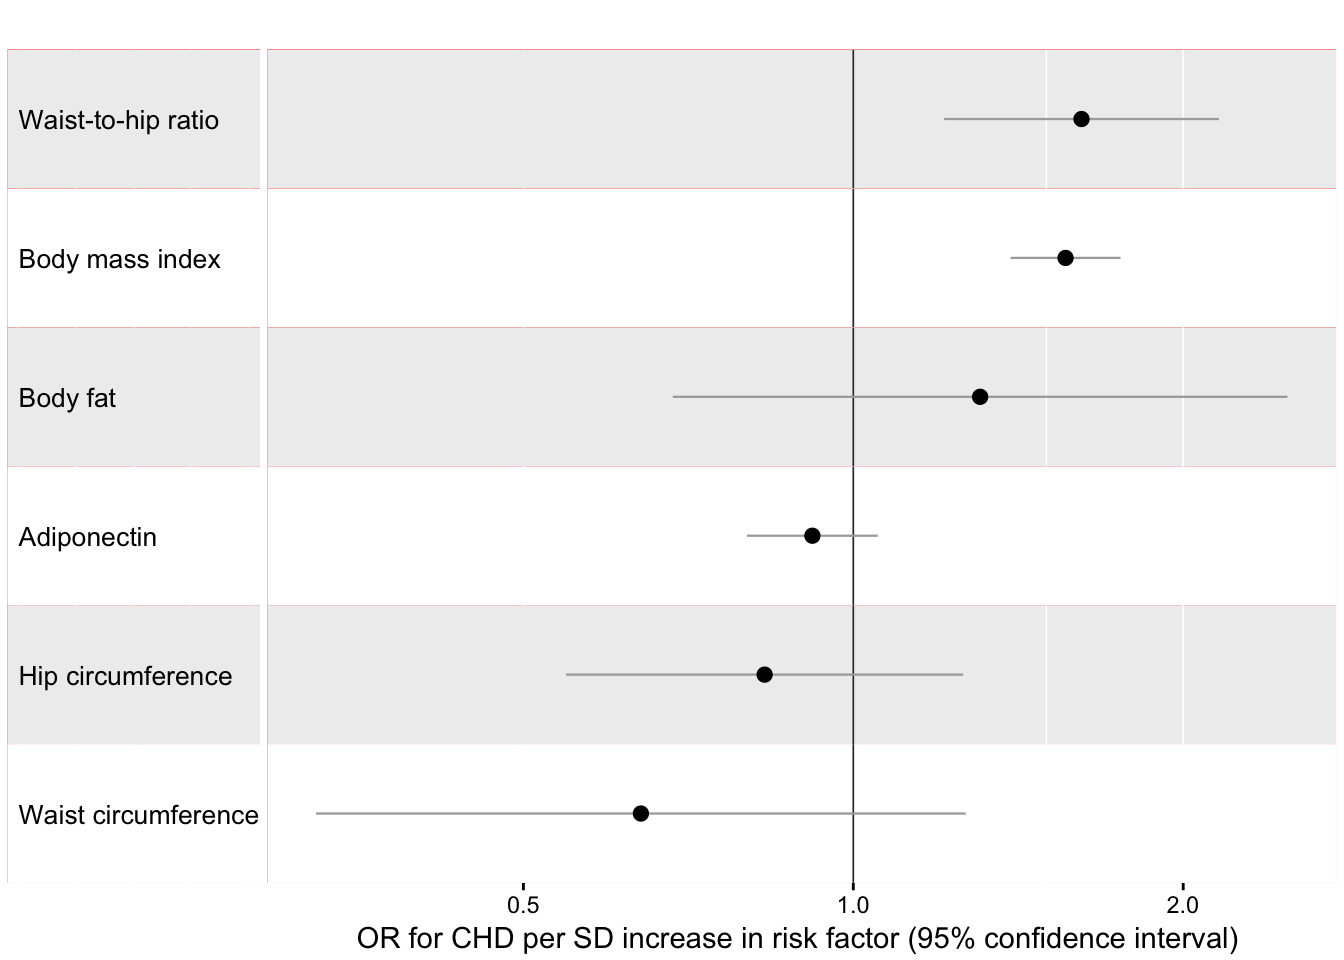 Waist-to-hip ratio
Body mass index
Body fat
Adiponectin
Hip circumference
Waist circumference
0.5 1.0 2.0
OR for CHD per SD increase in risk factor (95% confidence interval)